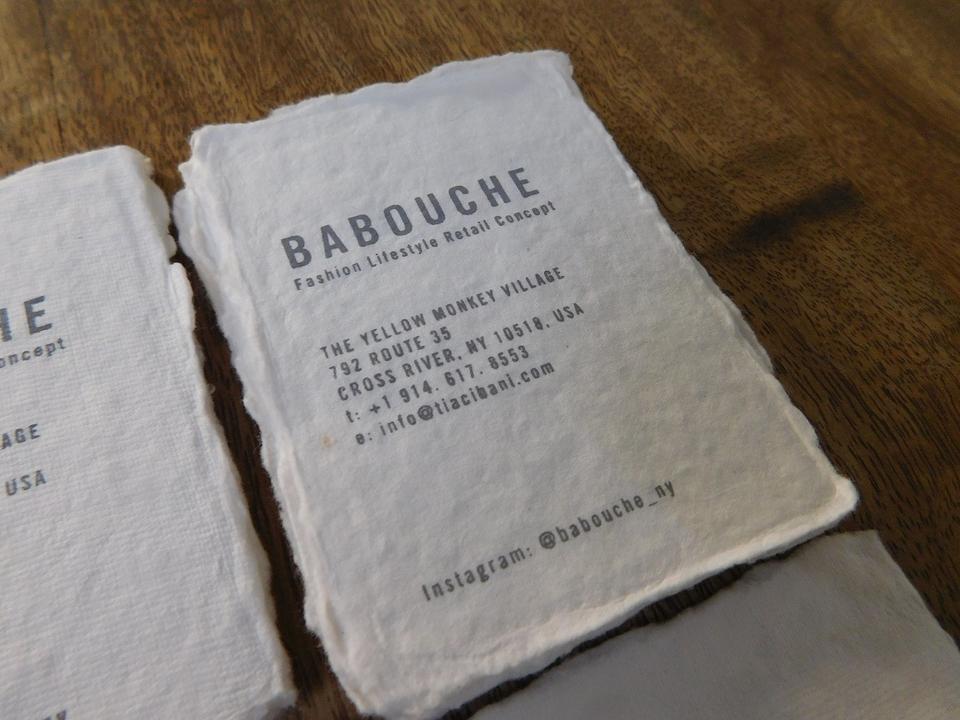 BABOUCHE
Fashion Lifestyle Retail Concept
THE YELLOW MONKEY VILLAGE
792 ROUTE 35
CROSS RIVER, NY 10518, USA
t: +1 914. 617. 8553
e: info@tiacibani.com
Instagram: @babouche_ny
HE
oncept
AGE
USA